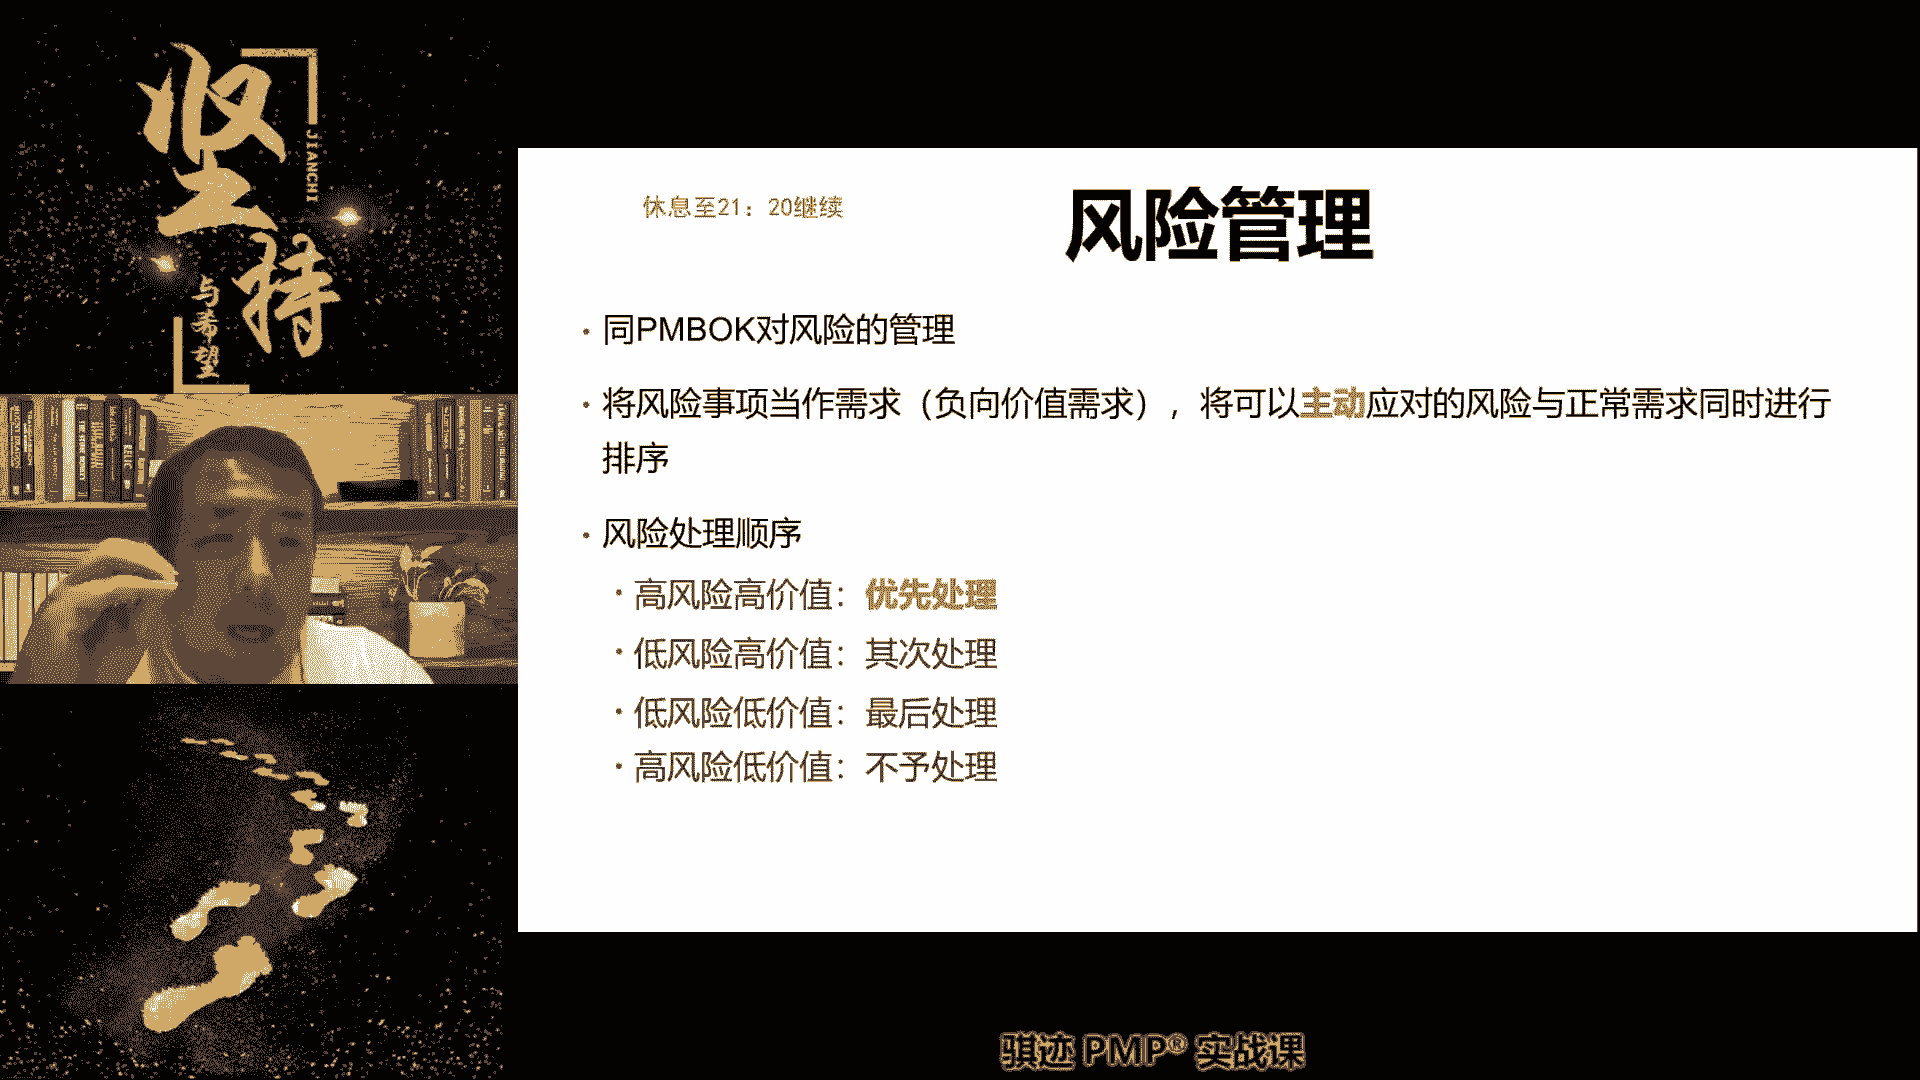 坚持
JIANCHI
与希望
休息至21：20继续
风险管理
·同PMBOK对风险的管理
·将风险事项当作需求（负向价值需求），将可以主动应对的风险与正常需求同时进行
排序
·风险处理顺序
·高风险高价值：优先处理
·低风险高价值：其次处理
·低风险低价值：最后处理
·高风险低价值：不予处理
骐迹 PMP® 实战课